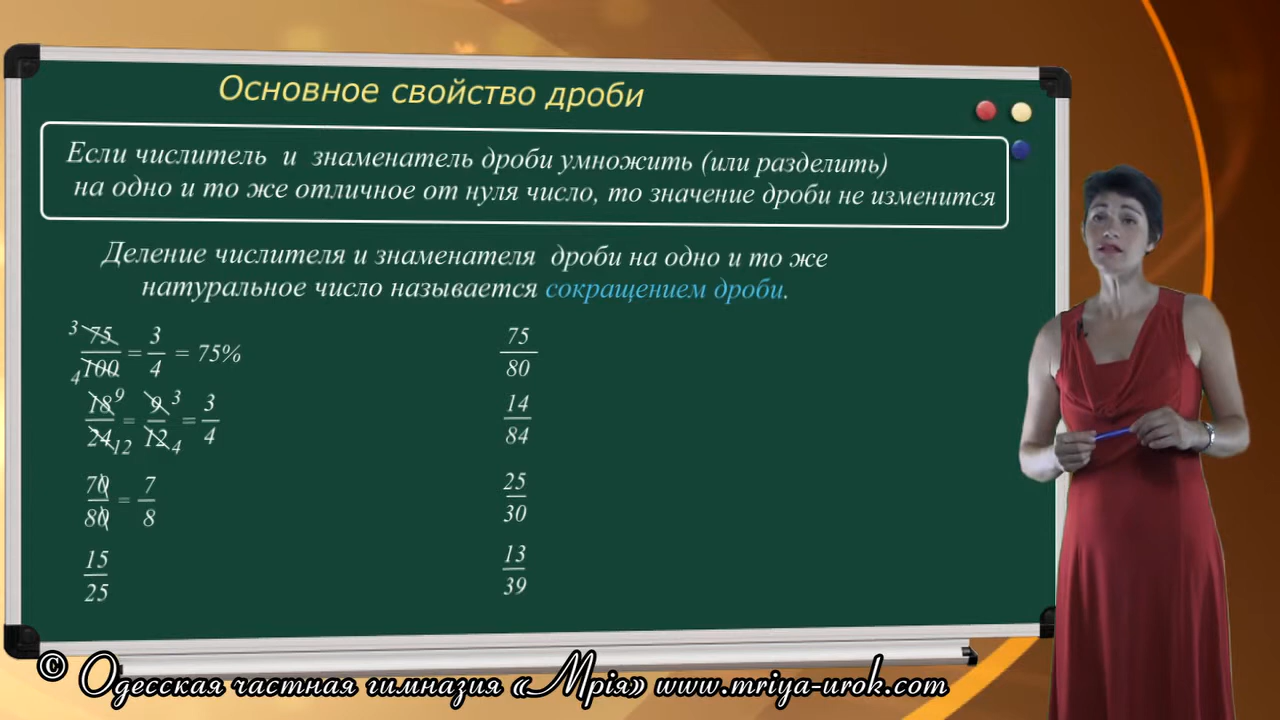 Основное свойство дроби
Если числитель и знаменатель дроби умножить (или разделить)
на одно и то же отличное от нуля число, то значение дроби не изменится
Деление числителя и знаменателя дроби на одно и то же
натуральное число называется сокращением дроби.
3 75/4 100 = 3/4 = 75%
18 9/24 12 = 9 3/12 4 = 3/4
70/80 = 7/8
15/25
75/80
14/84
25/30
13/39
© Одесская частная гимназия «Мрія» www.mriya-urok.com